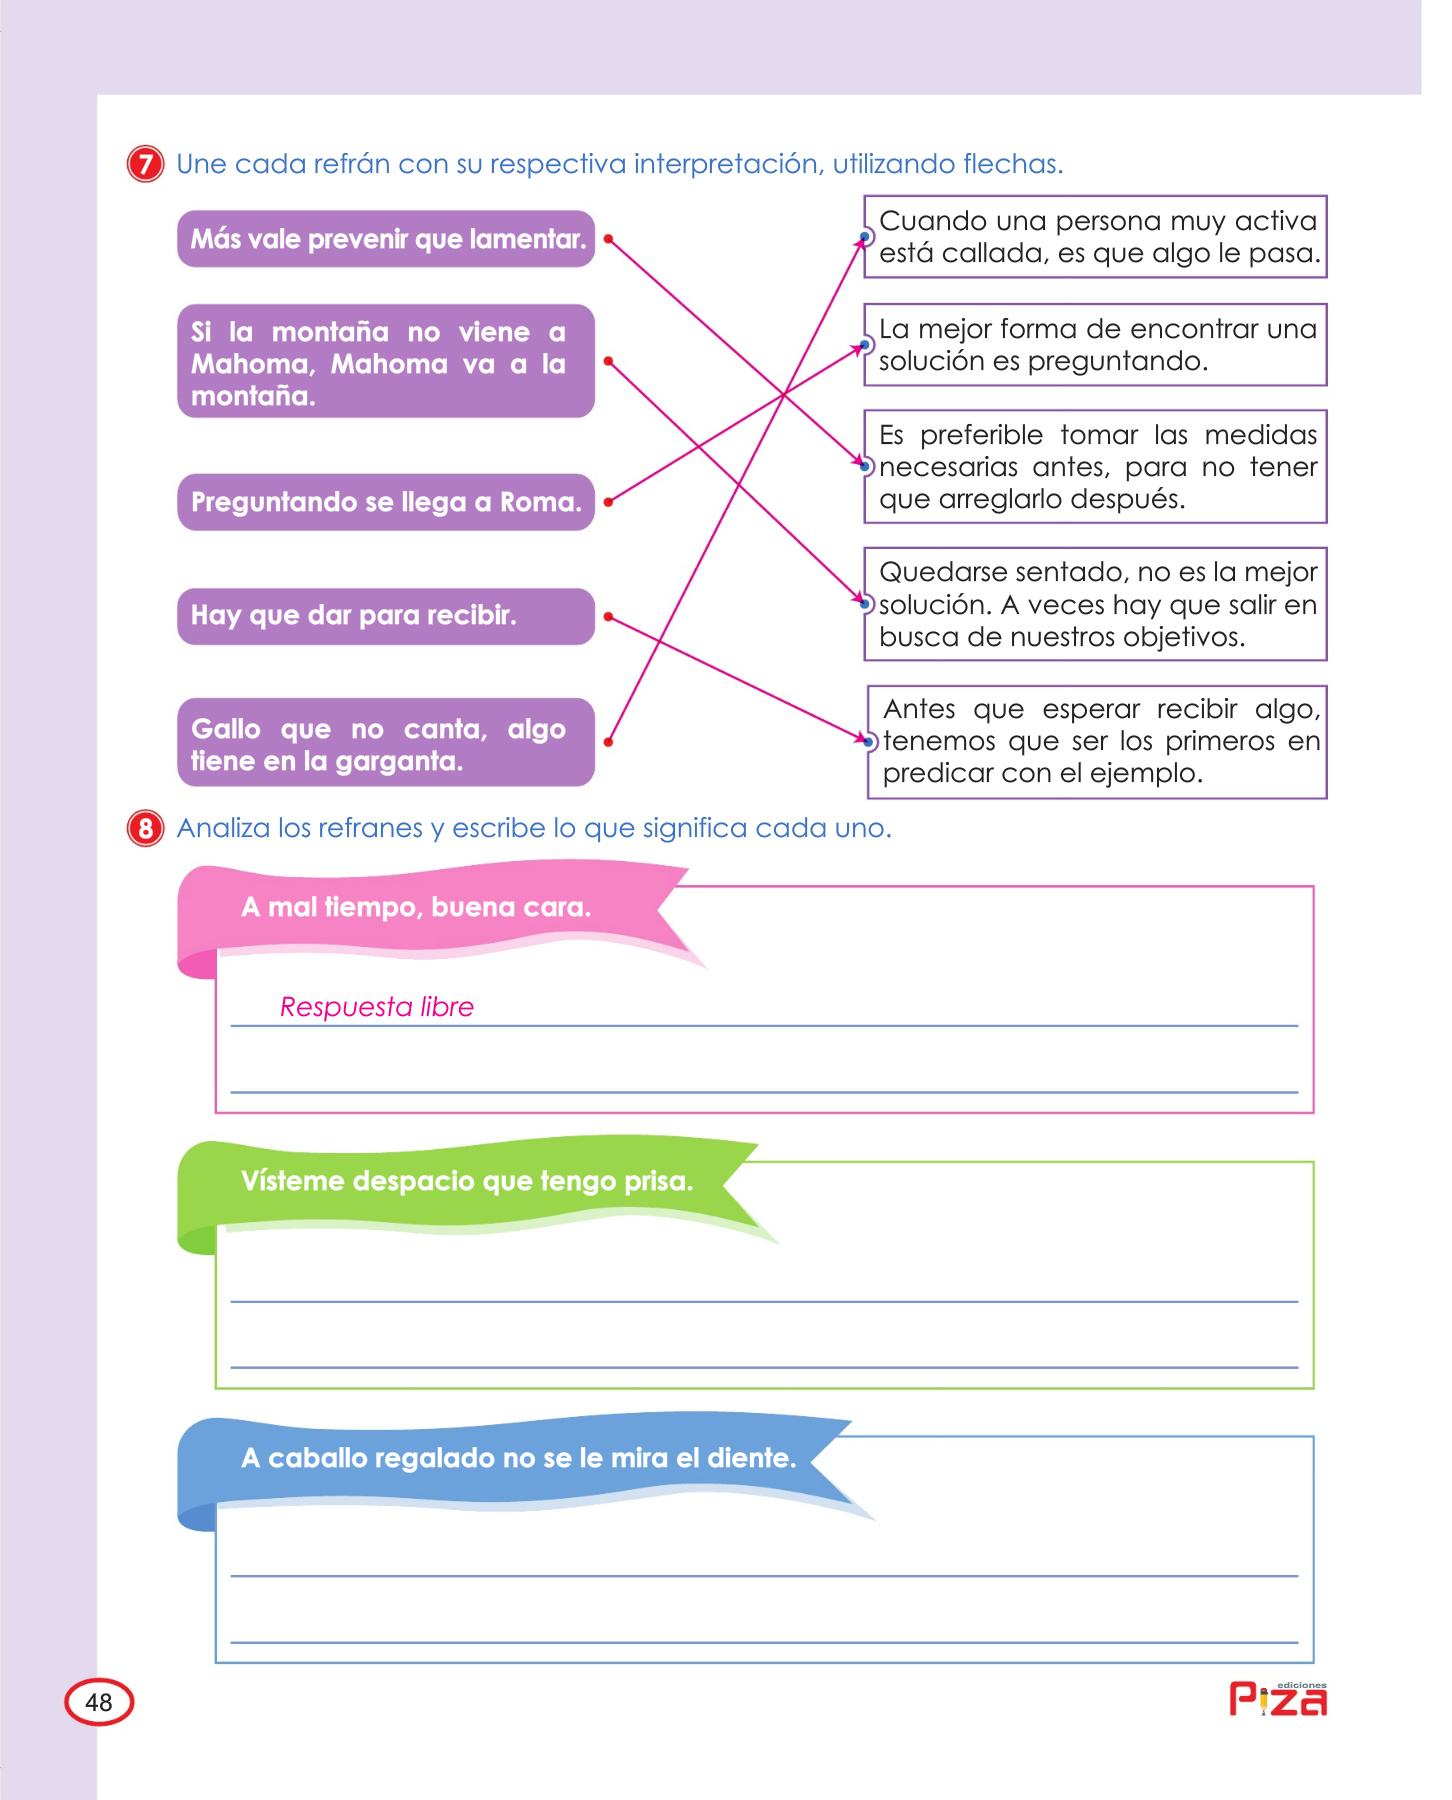 7 Une cada refrán con su respectiva interpretación, utilizando flechas.
Más vale prevenir que lamentar.
Si la montaña no viene a
Mahoma, Mahoma va a la
montaña.
Preguntando se llega a Roma.
Hay que dar para recibir.
Gallo que no canta, algo
tiene en la garganta.
Cuando una persona muy activa
está callada, es que algo le pasa.
La mejor forma de encontrar una
solución es preguntando.
Es preferible tomar las medidas
necesarias antes, para no tener
que arreglarlo después.
Quedarse sentado, no es la mejor
solución. A veces hay que salir en
busca de nuestros objetivos.
Antes que esperar recibir algo,
tenemos que ser los primeros en
predicar con el ejemplo.
8 Analiza los refranes y escribe lo que significa cada uno.
A mal tiempo, buena cara.
Respuesta libre
Vísteme despacio que tengo prisa.
A caballo regalado no se le mira el diente.
48
ediciones
Piza